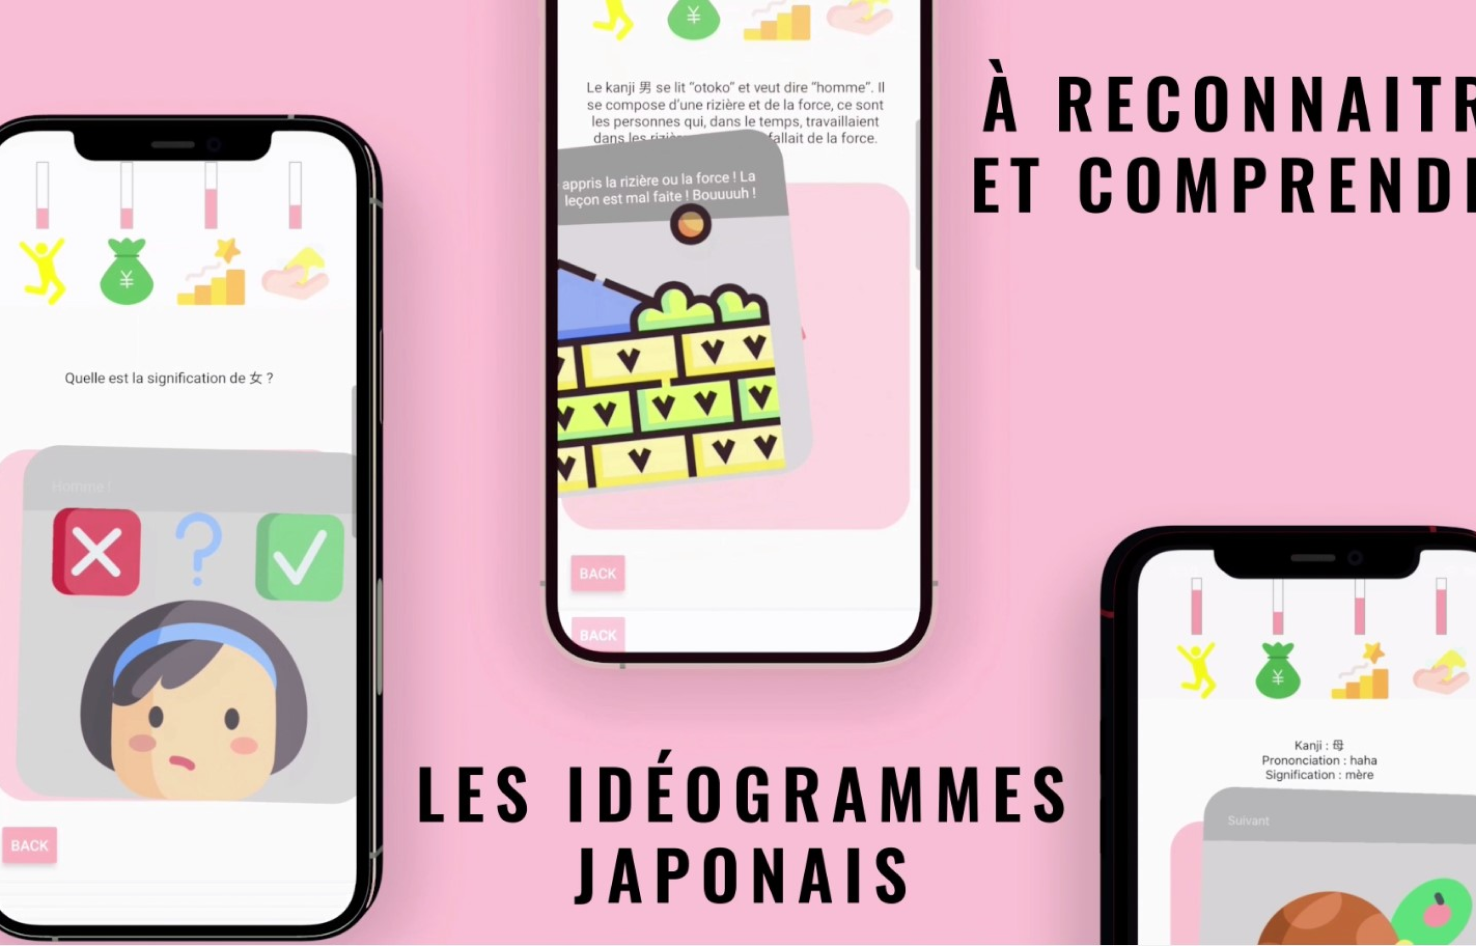 À RECONNAITR
ET COMPREND
Le kanji 男 se lit “otoko” et veut dire “homme”. Il
se compose d’une rizière et de la force, ce sont
les personnes qui, dans le temps, travaillaient
dans les fallait de la force.
appris la rizière ou la force ! La
leçon est mal faite ! Bouuuuh !
BACK
BACK
Quelle est la signification de 女 ?
Homme !
BACK
LES IDÉOGRAMMES
JAPONAIS
Kanji : 母
Prononciation : haha
Signification : mère
Suivant